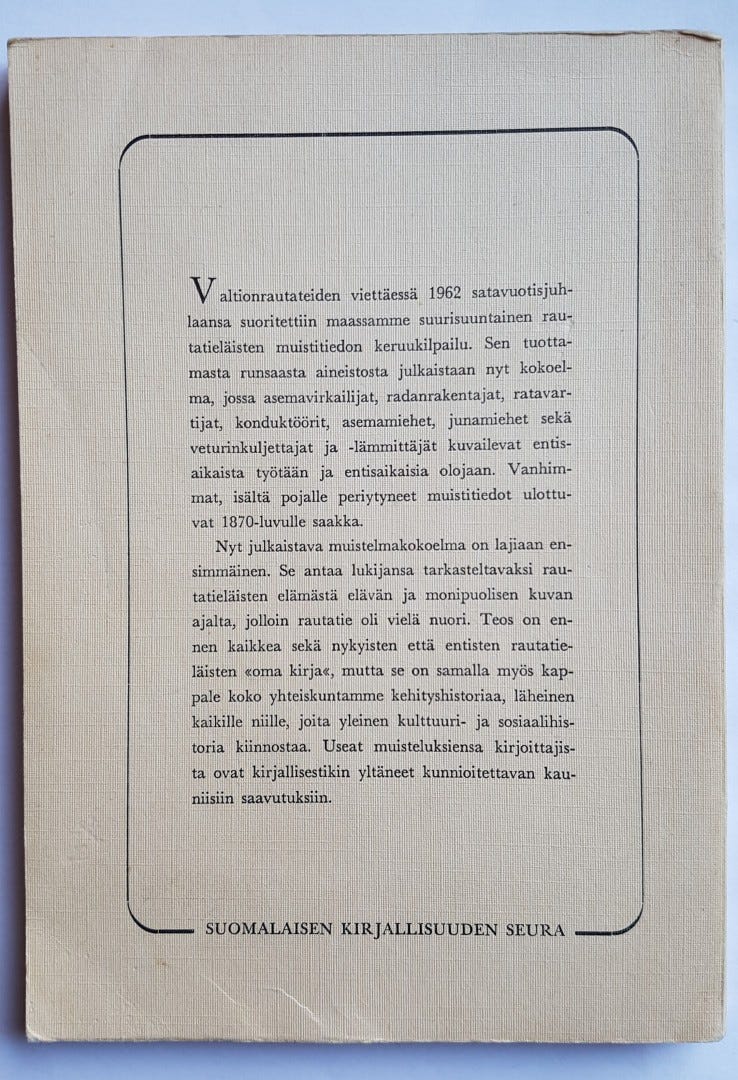 Valtionrautateiden viettäessä 1962 satavuotisjuh-
laansa suoritettiin maassamme suurisuuntainen rau-
tatieläisten muistitiedon keruukilpailu. Sen tuotta-
masta runsaasta aineistosta julkaistaan nyt kokoel-
ma, jossa asemavirkailijat, radanrakentajat, ratavar-
tijat, konduktöörit, asemamiehet, junamiehet sekä
veturinkuljettajat ja -lämmittäjät kuvailevat entis-
aikaista työtään ja entisaikaisia olojaan. Vanhim-
mat, isältä pojalle periytyneet muistitiedot ulottu-
vat 1870-luvulle saakka.
Nyt julkaistava muistelmakokoelma on lajiaan en-
simmäinen. Se antaa lukijansa tarkasteltavaksi rau-
tatieläisten elämästä elävän ja monipuolisen kuvan
ajalta, jolloin rautatie oli vielä nuori. Teos on en-
nen kaikkea sekä nykyisten että entisten rautatie-
läisten «oma kirja«, mutta se on samalla myös kap-
pale koko yhteiskuntamme kehityshistoriaa, läheinen
kaikille niille, joita yleinen kulttuuri- ja sosiaalihis-
toria kiinnostaa. Useat muisteluksiensa kirjoittajis-
ta ovat kirjallisestikin yltäneet kunnioitettavan kau-
niisiin saavutuksiin.
SUOMALAISEN KIRJALLISUUDEN SEURA